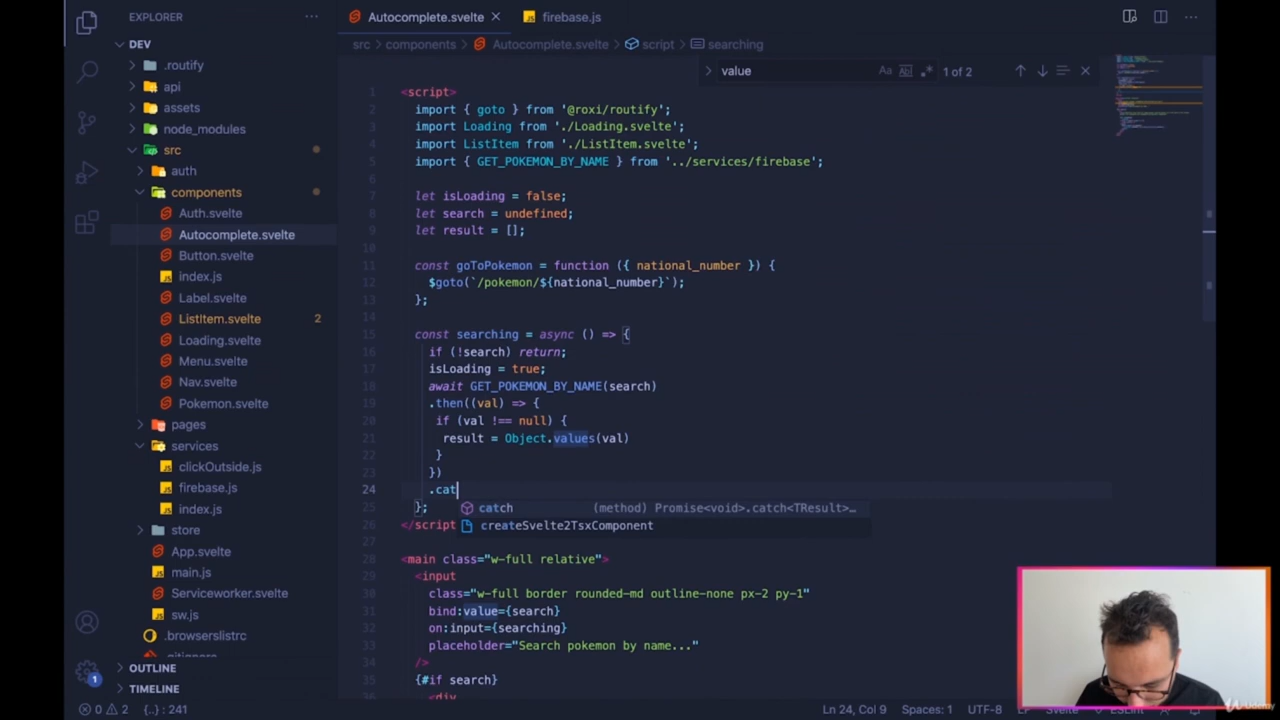 EXPLORER
Autocomplete.svelte
firebase.js
DEV
src > components > Autocomplete.svelte > script > searching
.routify
api
assets
node_modules
src
auth
components
Auth.svelte
Autocomplete.svelte
Button.svelte
index.js
Label.svelte
ListItem.svelte 2
Loading.svelte
Menu.svelte
Nav.svelte
Pokemon.svelte
pages
services
clickOutside.js
firebase.js
index.js
store
App.svelte
main.js
Serviceworker.svelte
sw.js
.browserslistrc
.gitignore
OUTLINE
TIMELINE
value
Aa
1 of 2
1 <script>
2 import { goto } from '@roxi/routify';
3 import Loading from './Loading.svelte';
4 import ListItem from './ListItem.svelte';
5 import { GET_POKEMON_BY_NAME } from '../services/firebase';
6
7 let isLoading = false;
8 let search = undefined;
9 let result = [];
10
11 const goToPokemon = function ({ national_number }) {
12 $goto(`/pokemon/${national_number}`);
13 };
14
15 const searching = async () => {
16 if (!search) return;
17 isLoading = true;
18 await GET_POKEMON_BY_NAME(search)
19 .then((val) => {
20 if (val !== null) {
21 result = Object.values(val)
22 }
23 })
24 .cat
catch (method) Promise<void>.catch<TResult>…
25 };
createSvelte2TsxComponent
26 </script
27
28 <main class="w-full relative">
29 <input
30 class="w-full border rounded-md outline-none px-2 py-1"
31 bind:value={search}
32 on:input={searching}
33 placeholder="Search pokemon by name..."
34 />
35 {#if search}
36 <div
1
0 2 {..}: 241
Ln 24, Col 9 Spaces: 1 UTF-8 LF Svelte ESLint
Udemy